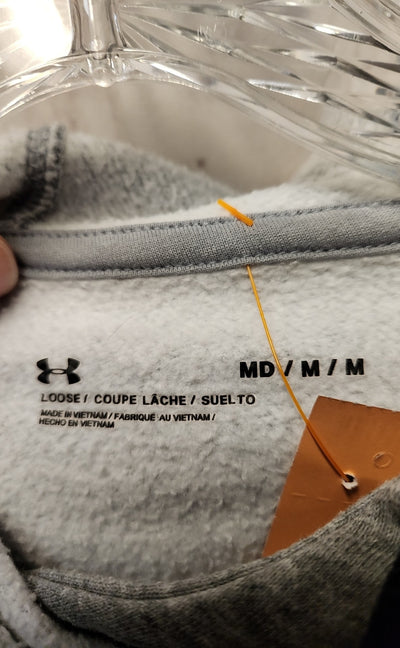 MD / M / M
LOOSE / COUPE LÂCHE / SUELTO
MADE IN VIETNAM / FABRIQUÉ AU VIETNAM /
HECHO EN VIETNAM